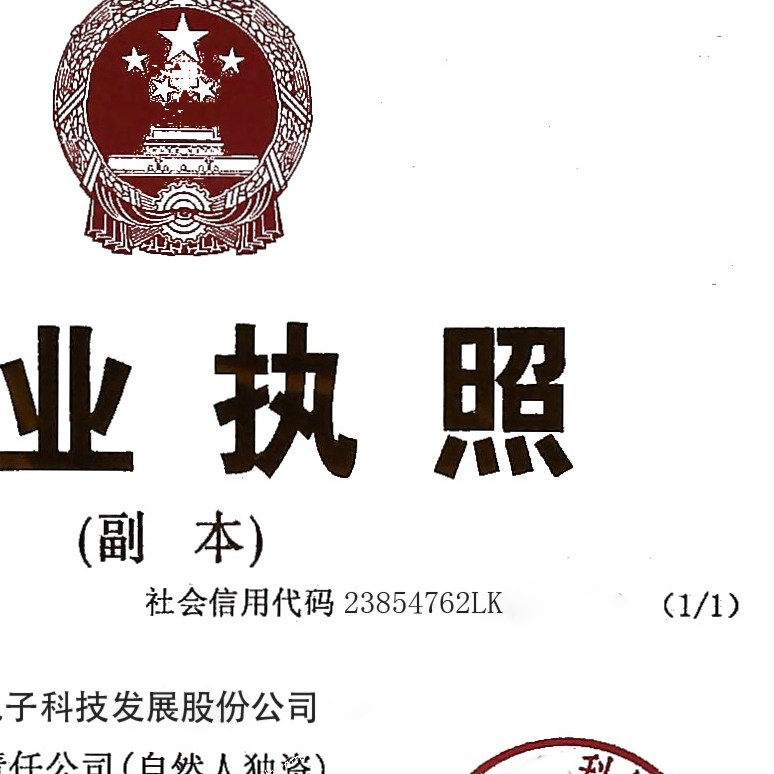 业执照
(副 本)
社会信用代码 23854762LK (1/1)
子科技发展股份公司
责任公司(自然人独资)
科